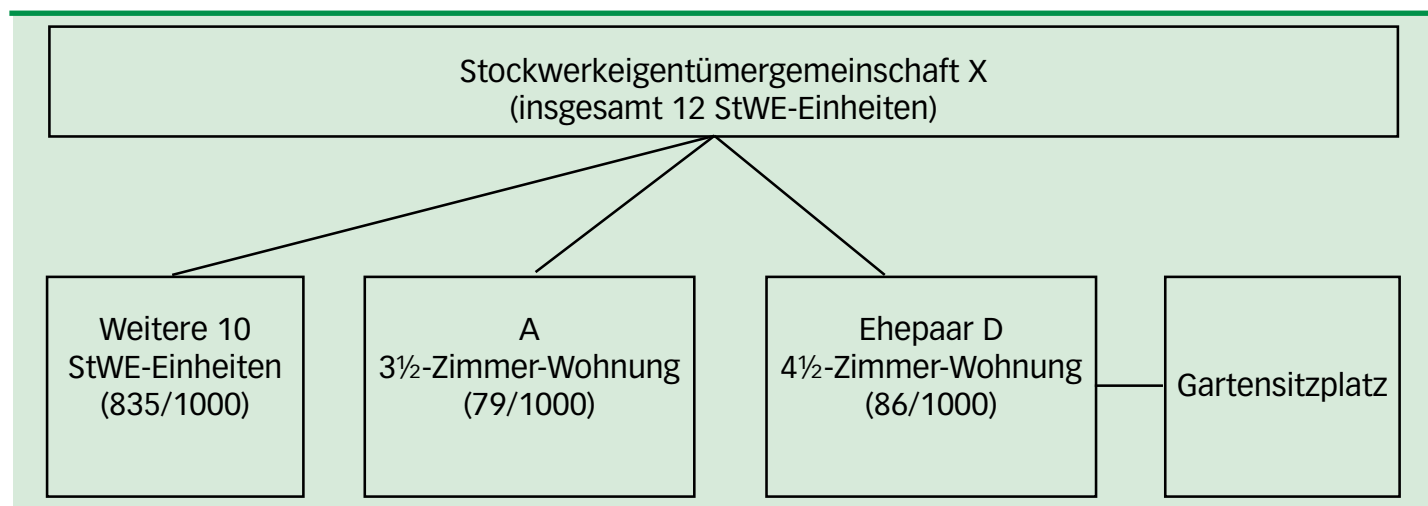 Stockwerkeigentümergemeinschaft X
(insgesamt 12 StWE-Einheiten)
Weitere 10
StWE-Einheiten
(835/1000)
A
3½-Zimmer-Wohnung
(79/1000)
Ehepaar D
4½-Zimmer-Wohnung
(86/1000)
Gartensitzplatz